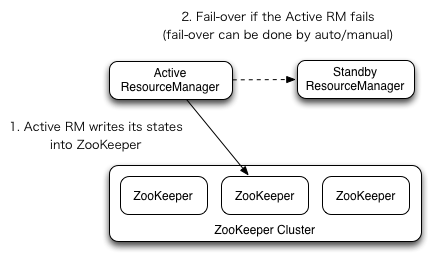 2. Fail-over if the Active RM fails
(fail-over can be done by auto/manual)
Active
ResourceManager
Standby
ResourceManager
1. Active RM writes its states
into ZooKeeper
ZooKeeper
ZooKeeper
ZooKeeper
ZooKeeper Cluster